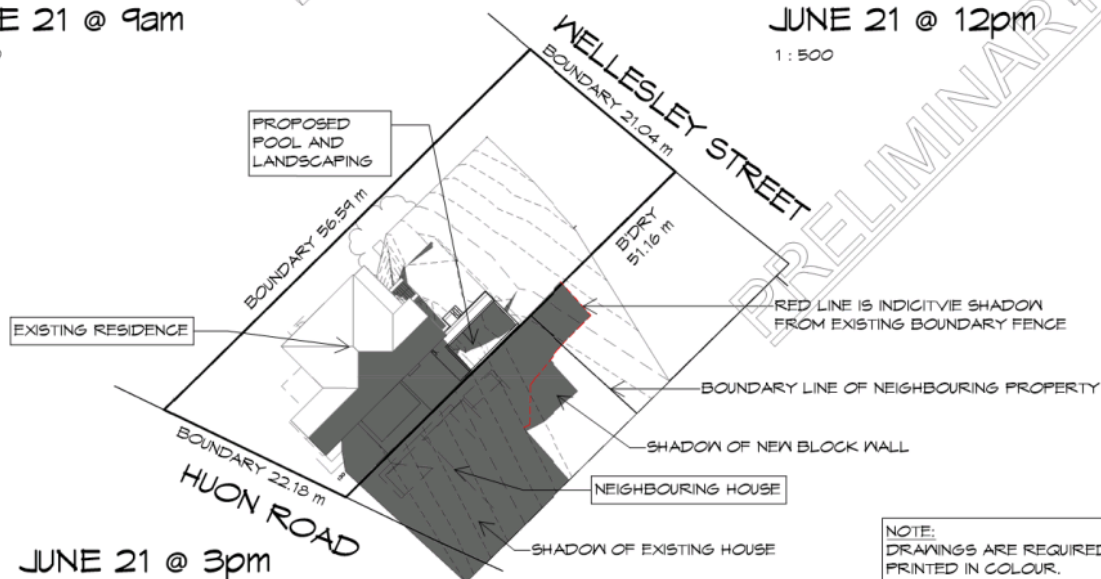 E 21 @ 9am
JUNE 21 @ 12pm
1 : 500
WELLESLEY STREET
BOUNDARY 21.04 m
PROPOSED
POOL AND
LANDSCAPING
BOUNDARY 56.59 m
B'DRY
51.16 m
RED LINE IS INDICITVIE SHADOW
FROM EXISTING BOUNDARY FENCE
EXISTING RESIDENCE
BOUNDARY LINE OF NEIGHBOURING PROPERTY
SHADOW OF NEW BLOCK WALL
BOUNDARY 22.18 m
HUON ROAD
NEIGHBOURING HOUSE
SHADOW OF EXISTING HOUSE
JUNE 21 @ 3pm
NOTE:
DRAWINGS ARE REQUIRED
PRINTED IN COLOUR.
PRELIMINAR